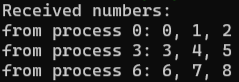 Received numbers:
from process 0: 0, 1, 2
from process 3: 3, 4, 5
from process 6: 6, 7, 8